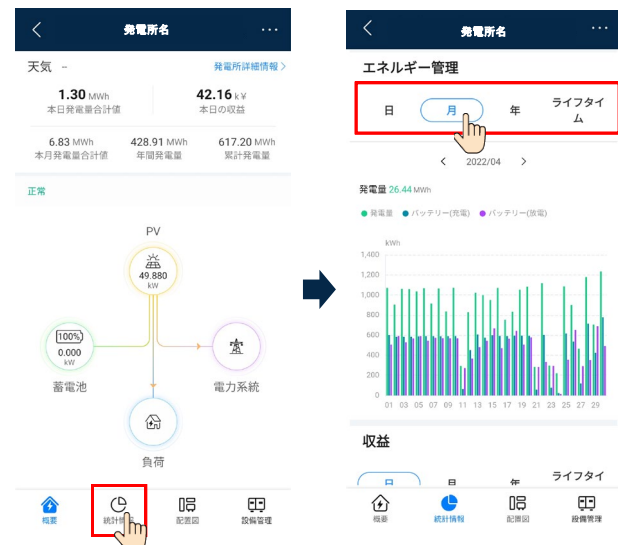 発電所名
天気 --
発電所詳細情報
1.30 MWh
本日発電量合計値
42.16 k￥
本日の収益
6.83 MWh
本月発電量合計値
428.91 MWh
年間発電量
617.20 MWh
累計発電量
正常
PV
49.880
kW
100%
0.000
kW
蓄電池
電力系統
負荷
概要
統計情報
配置図
設備管理
発電所名
エネルギー管理
日
月
年
ライフタイ
ム
2022/04
発電量 26.44 MWh
発電量 バッテリー(充電) バッテリー(放電)
kWh
1,400
1,200
1,000
800
600
400
200
0
01 03 05 07 09 11 13 15 17 19 21 23 25 27 29
収益
日
月
年
ライフタイ
概要
統計情報
配置図
設備管理